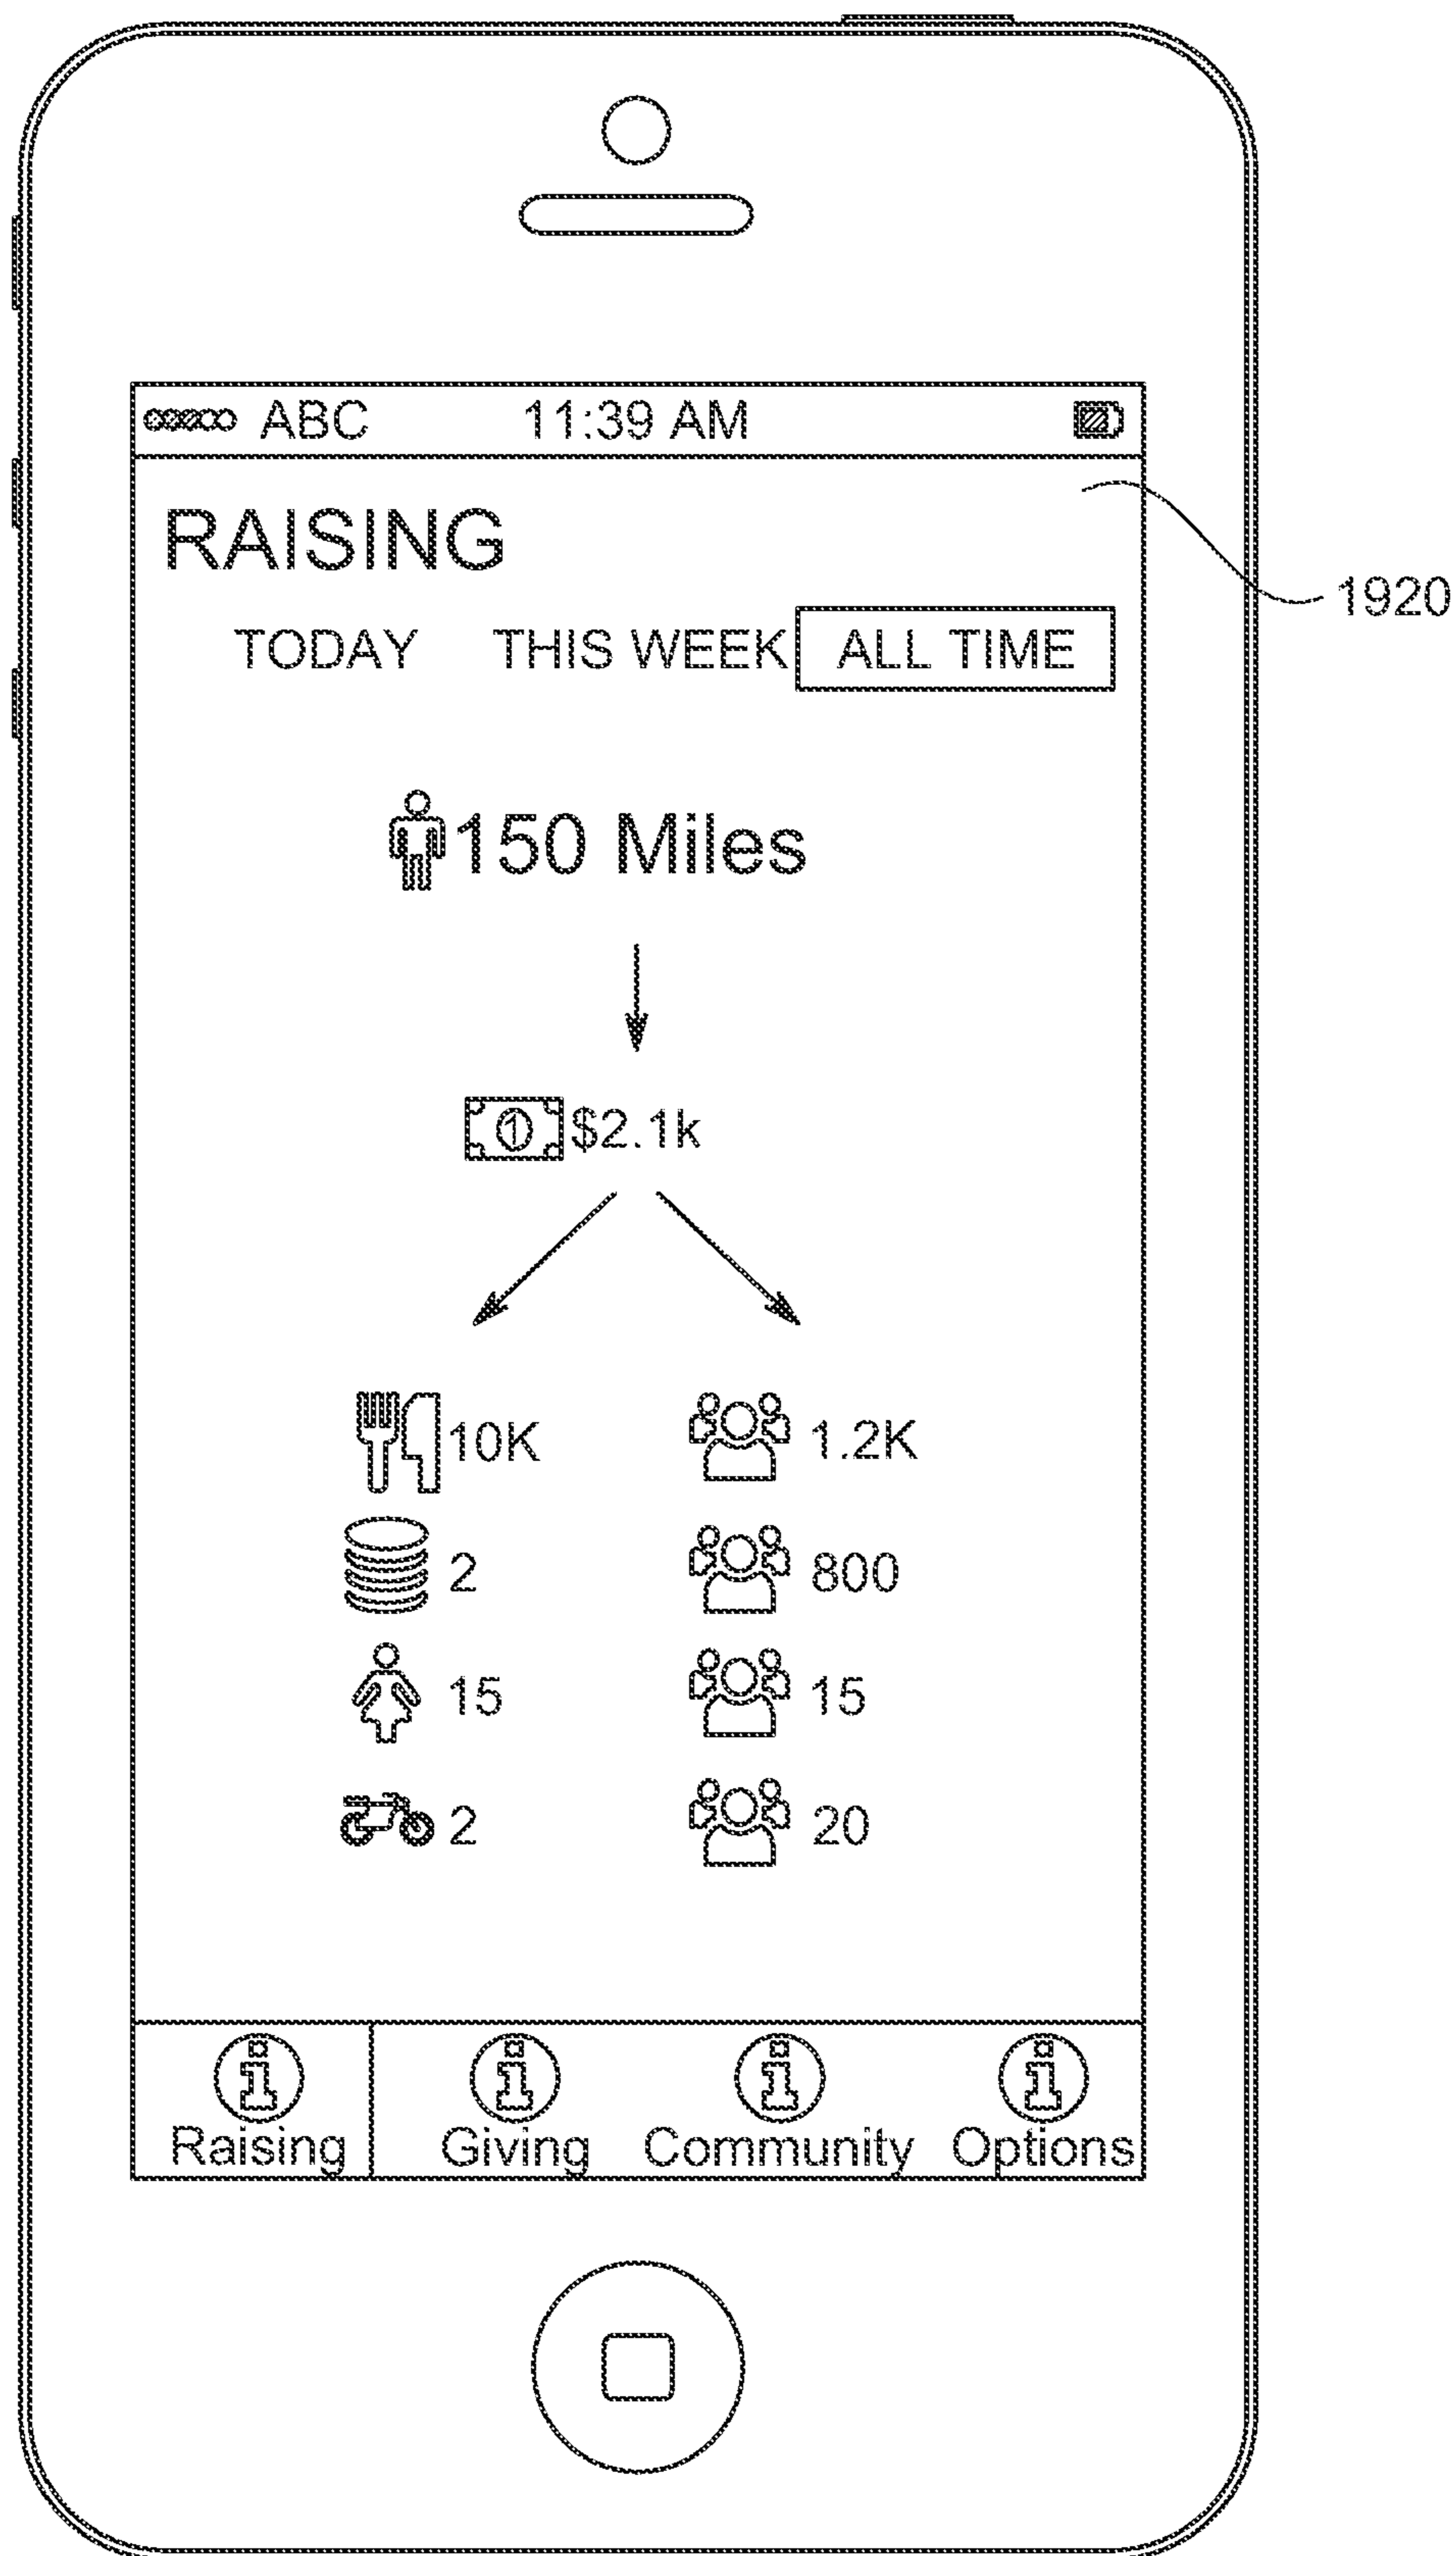 ABC 11:39 AM
RAISING
1920
TODAY THIS WEEK ALL TIME
150 Miles
1 $2.1k
10K 1.2K
2 800
15 15
2 20
i i i i
Raising Giving Community Options